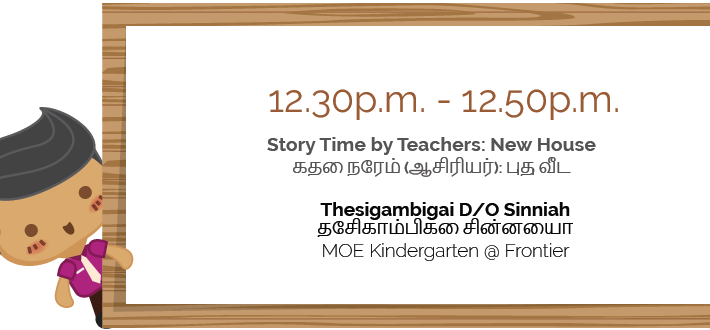 12.30p.m. - 12.50p.m.
Story Time by Teachers: New House
கதை நேரம் (ஆசிரியர்): புத வீட
Thesigambigai D/O Sinniah
தேசிகாம்பிகை சின்னையா
MOE Kindergarten @ Frontier